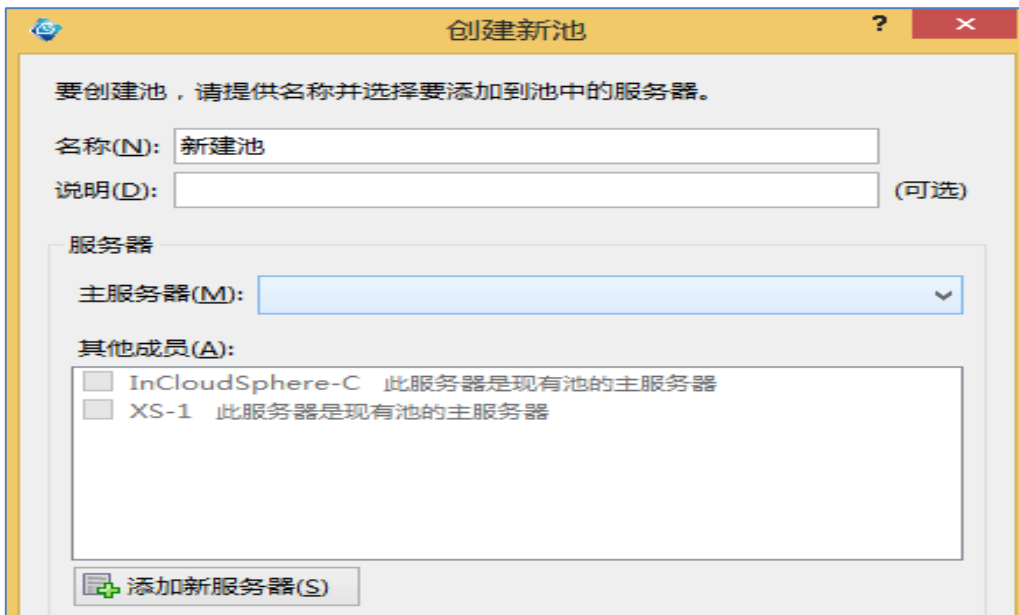 创建新池
?
×
要创建池，请提供名称并选择要添加到池中的服务器。
名称(N): 新建池
说明(D): (可选)
服务器
主服务器(M):
其他成员(A):
InCloudSphere-C 此服务器是现有池的主服务器
XS-1 此服务器是现有池的主服务器
添加新服务器(S)